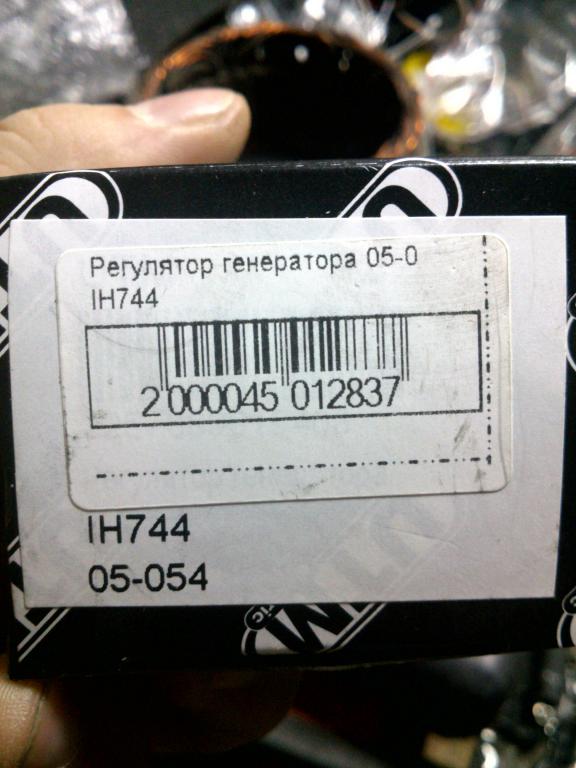 Регулятор генератора 05-0
IH744
2 000045 012837
IH744
05-054